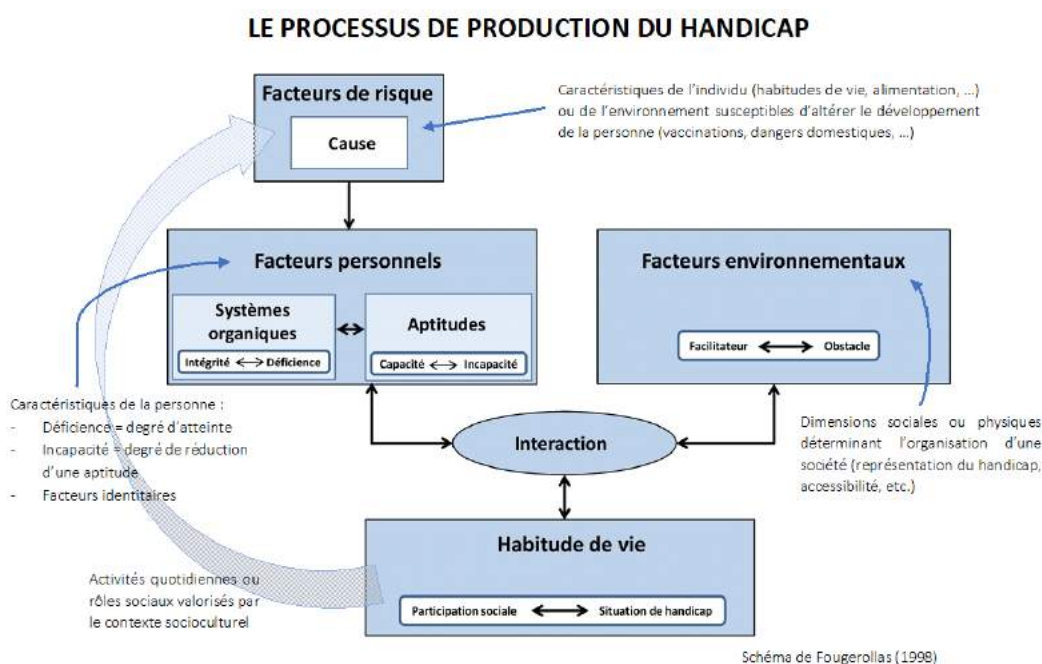 LE PROCESSUS DE PRODUCTION DU HANDICAP
Facteurs de risque
Cause
Caractéristiques de l'individu (habitudes de vie, alimentation, ...)
ou de l'environnement susceptibles d'altérer le développement
de la personne (vaccinations, dangers domestiques, ...)
Facteurs personnels
Systèmes
organiques
Intégrité Déficience
Aptitudes
Capacité Incapacité
Facteurs environnementaux
Facilitateur Obstacle
Caractéristiques de la personne :
- Déficience = degré d'atteinte
- Incapacité = degré de réduction
d'une aptitude
- Facteurs identitaires
Interaction
Dimensions sociales ou physiques
déterminant l'organisation d'une
société (représentation du handicap,
accessibilité, etc.)
Habitude de vie
Participation sociale Situation de handicap
Activités quotidiennes ou
rôles sociaux valorisés par
le contexte socioculturel
Schéma de Fougerollas (1998)